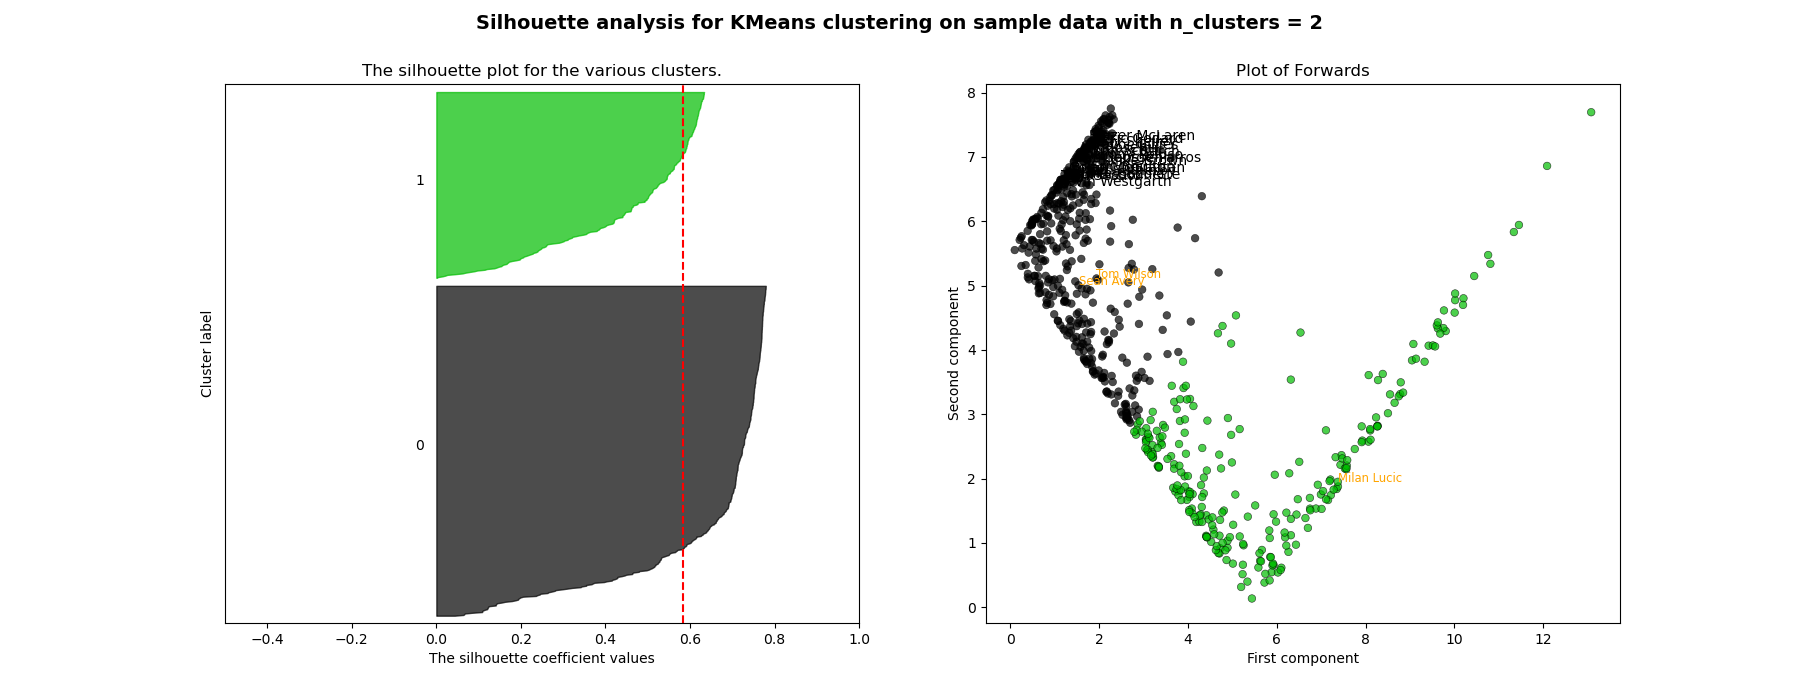 Silhouette analysis for KMeans clustering on sample data with n_clusters = 2
The silhouette plot for the various clusters.
1
0
Cluster label
−0.4 −0.2 0.0 0.2 0.4 0.6 0.8 1.0
The silhouette coefficient values
Plot of Forwards
8
7
6
5
4
3
2
1
0
Second component
McLaren
Westgarth
Tom Wilson
Sean Avery
Milan Lucic
0 2 4 6 8 10 12
First component